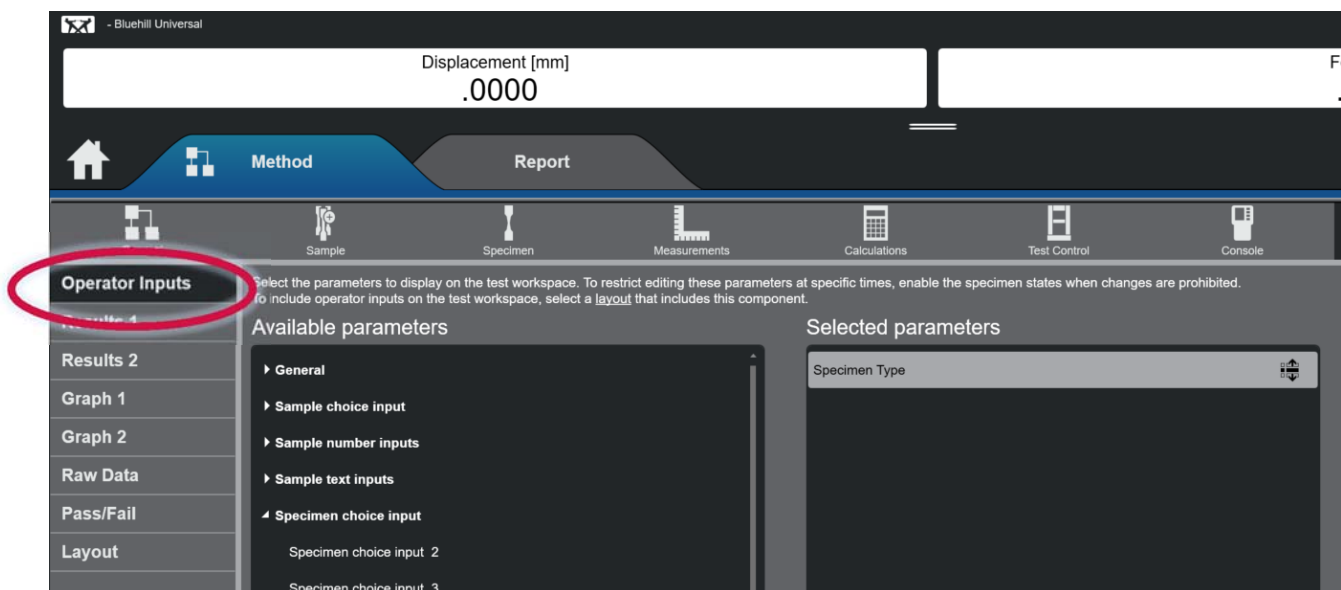 - Bluehill Universal
Displacement [mm]
.0000
Method
Report
Sample
Specimen
Measurements
Calculations
Test Control
Console
Operator Inputs
Select the parameters to display on the test workspace. To restrict editing these parameters at specific times, enable the specimen states when changes are prohibited.
To include operator inputs on the test workspace, select a layout that includes this component.
Available parameters
Selected parameters
Results 2
General
Specimen Type
Graph 1
Sample choice input
Graph 2
Sample number inputs
Raw Data
Sample text inputs
Pass/Fail
Specimen choice input
Layout
Specimen choice input 2
Specimen choice input 3